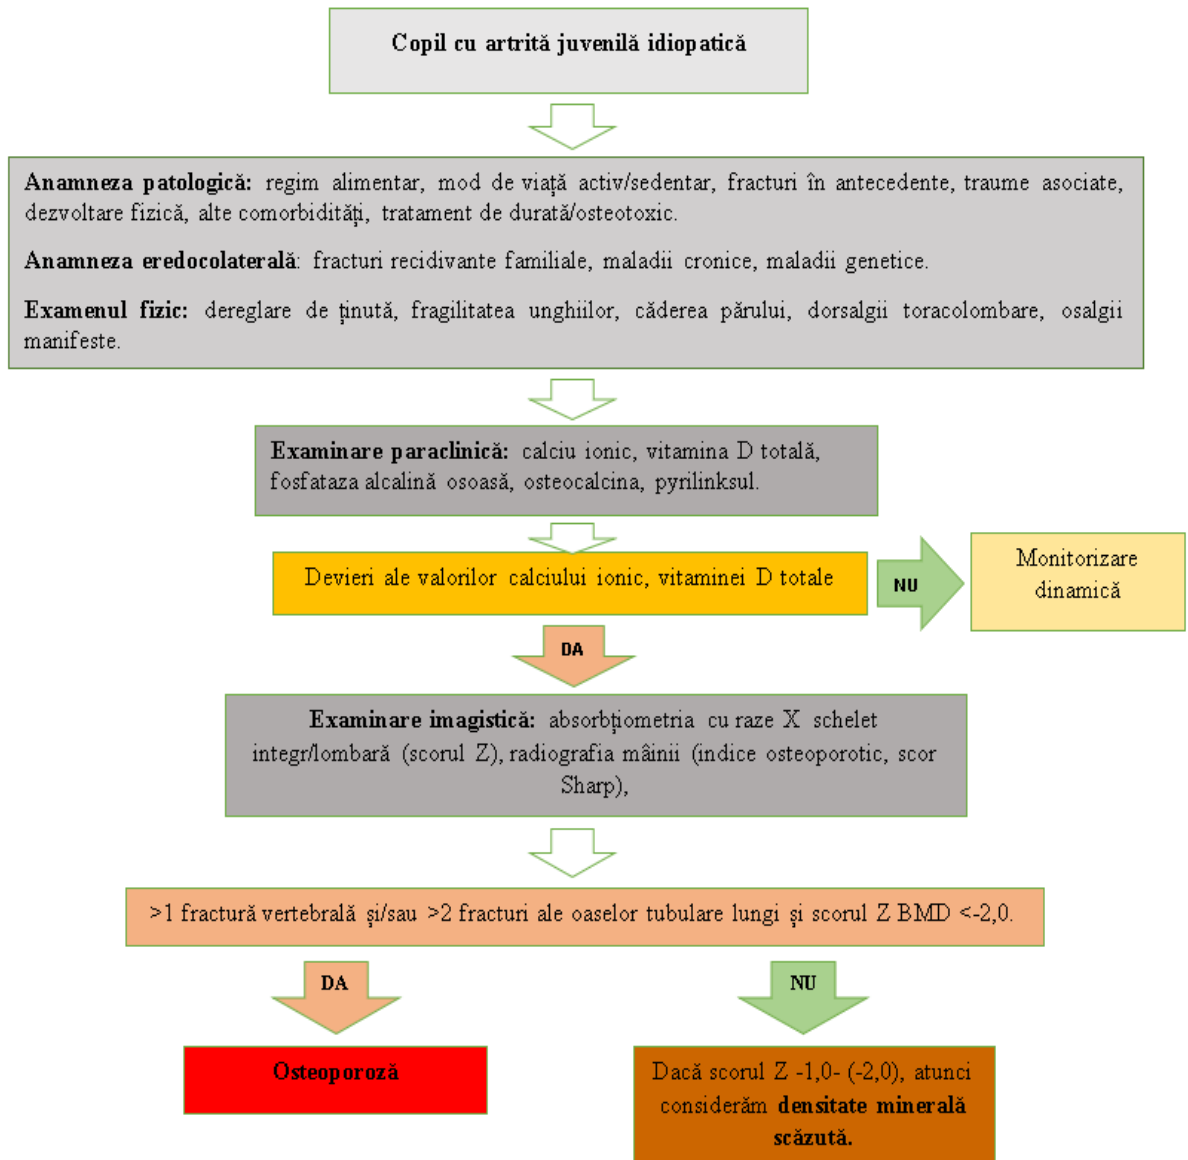 Copil cu artrită juvenilă idiopatică
Anamneza patologică: regim alimentar, mod de viață activ/sedentar, fracturi în antecedente, traume asociate,
dezvoltare fizică, alte comorbidități, tratament de durată/osteotoxic.
Anamneza eredocolaterală: fracturi recidivante familiale, maladii cronice, maladii genetice.
Examenul fizic: dereglare de ținută, fragilitatea unghiilor, căderea părului, dorsalgii toracolombare, osalgii
manifeste.
Examinare paraclinică: calciu ionic, vitamina D totală,
fosfataza alcalină osoasă, osteocalcina, pyrilinksul.
Devieri ale valorilor calciului ionic, vitaminei D totale
NU
Monitorizare
dinamică
DA
Examinare imagistică: absorbțiometria cu raze X schelet
integr/lombară (scorul Z), radiografia mâinii (indice osteoporotic, scor
Sharp),
>1 fractură vertebrală și/sau >2 fracturi ale oaselor tubulare lungi și scorul Z BMD <-2,0.
DA
NU
Osteoporoză
Dacă scorul Z -1,0- (-2,0), atunci
considerăm densitate minerală
scăzută.